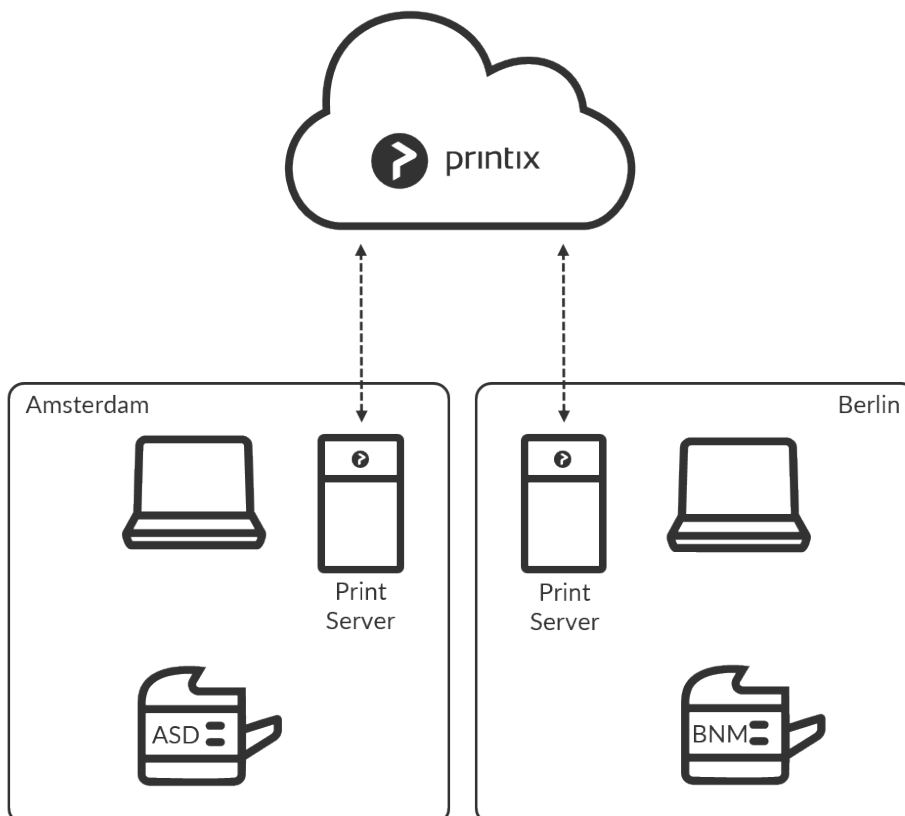 printix
Amsterdam
Berlin
Print
Server
Print
Server
ASD
BNM